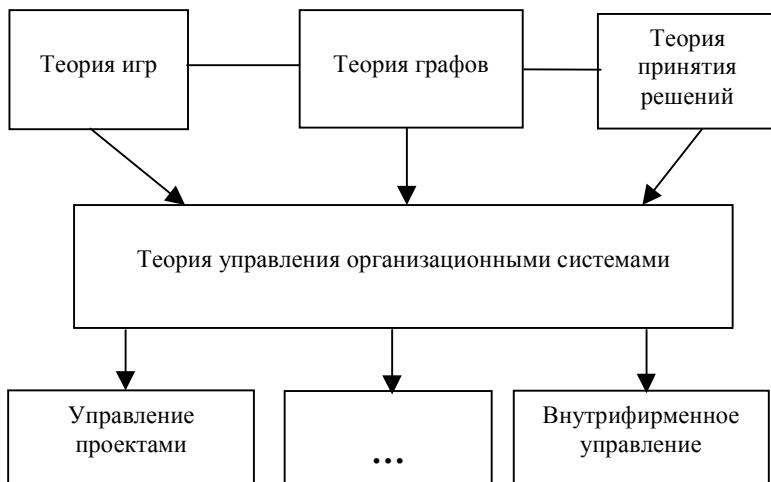 Теория игр
Теория графов
Теория
принятия
решений
Теория управления организационными системами
Управление
проектами
...
Внутрифирменное
управление